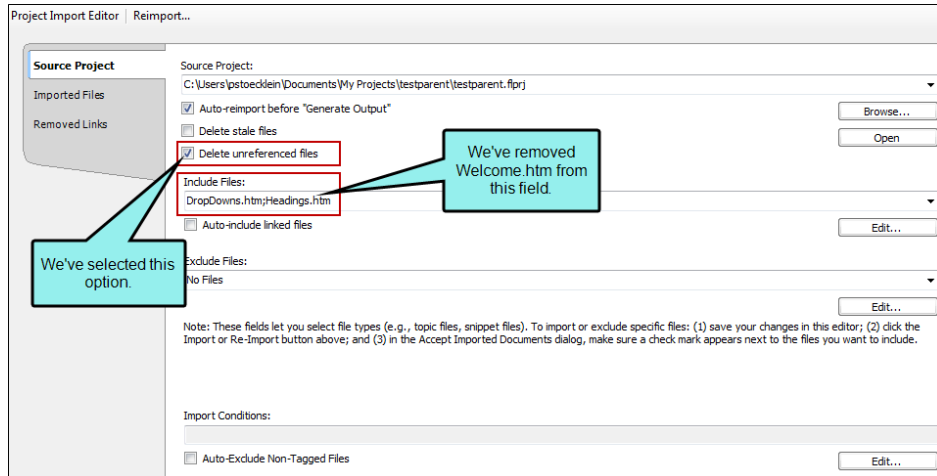 Project Import Editor Reimport...
Source Project
Imported Files
Removed Links
Source Project:
C:\Users\pstoecklein\Documents\My Projects\testparent\testparent.flprj
Auto-reimport before "Generate Output"
Browse...
Delete stale files
Open
Delete unreferenced files
We've removed
Welcome.htm from
this field.
Include Files:
DropDowns.htm;Headings.htm
Auto-include linked files
Edit...
We've selected this
option.
Exclude Files:
No Files
Edit...
Note: These fields let you select file types (e.g., topic files, snippet files). To import or exclude specific files: (1) save your changes in this editor; (2) click the
Import or Re-Import button above; and (3) in the Accept Imported Documents dialog, make sure a check mark appears next to the files you want to include.
Import Conditions:
Auto-Exclude Non-Tagged Files
Edit...